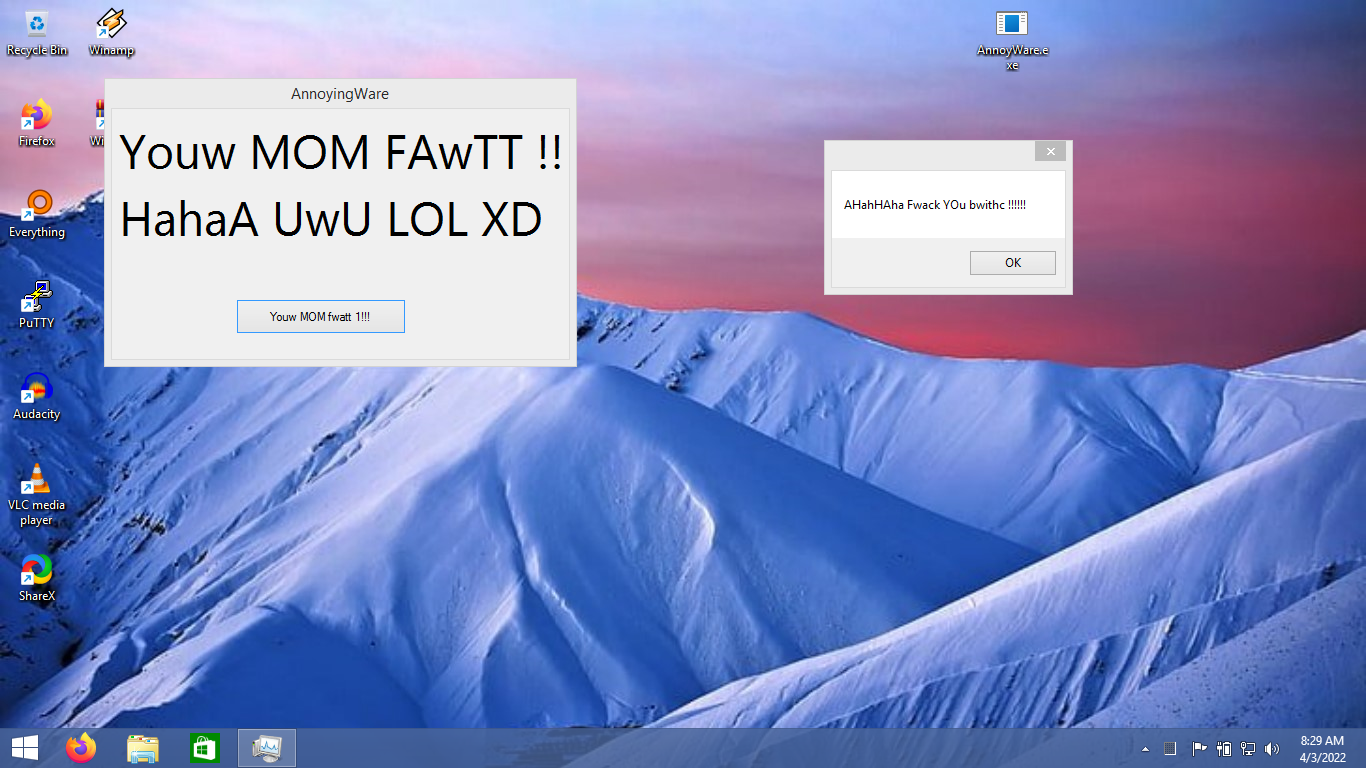 Recycle Bin
Winamp
AnnoyWare.e
xe
Firefox
Wi
Everything
PuTTY
Audacity
VLC media
player
ShareX
AnnoyingWare
Youw MOM FAwTT !!
HahaA UwU LOL XD
Youw MOM fwatt 1!!!
AHahHAha Fwack YOu bwithc !!!!!!
OK
8:29 AM
4/3/2022